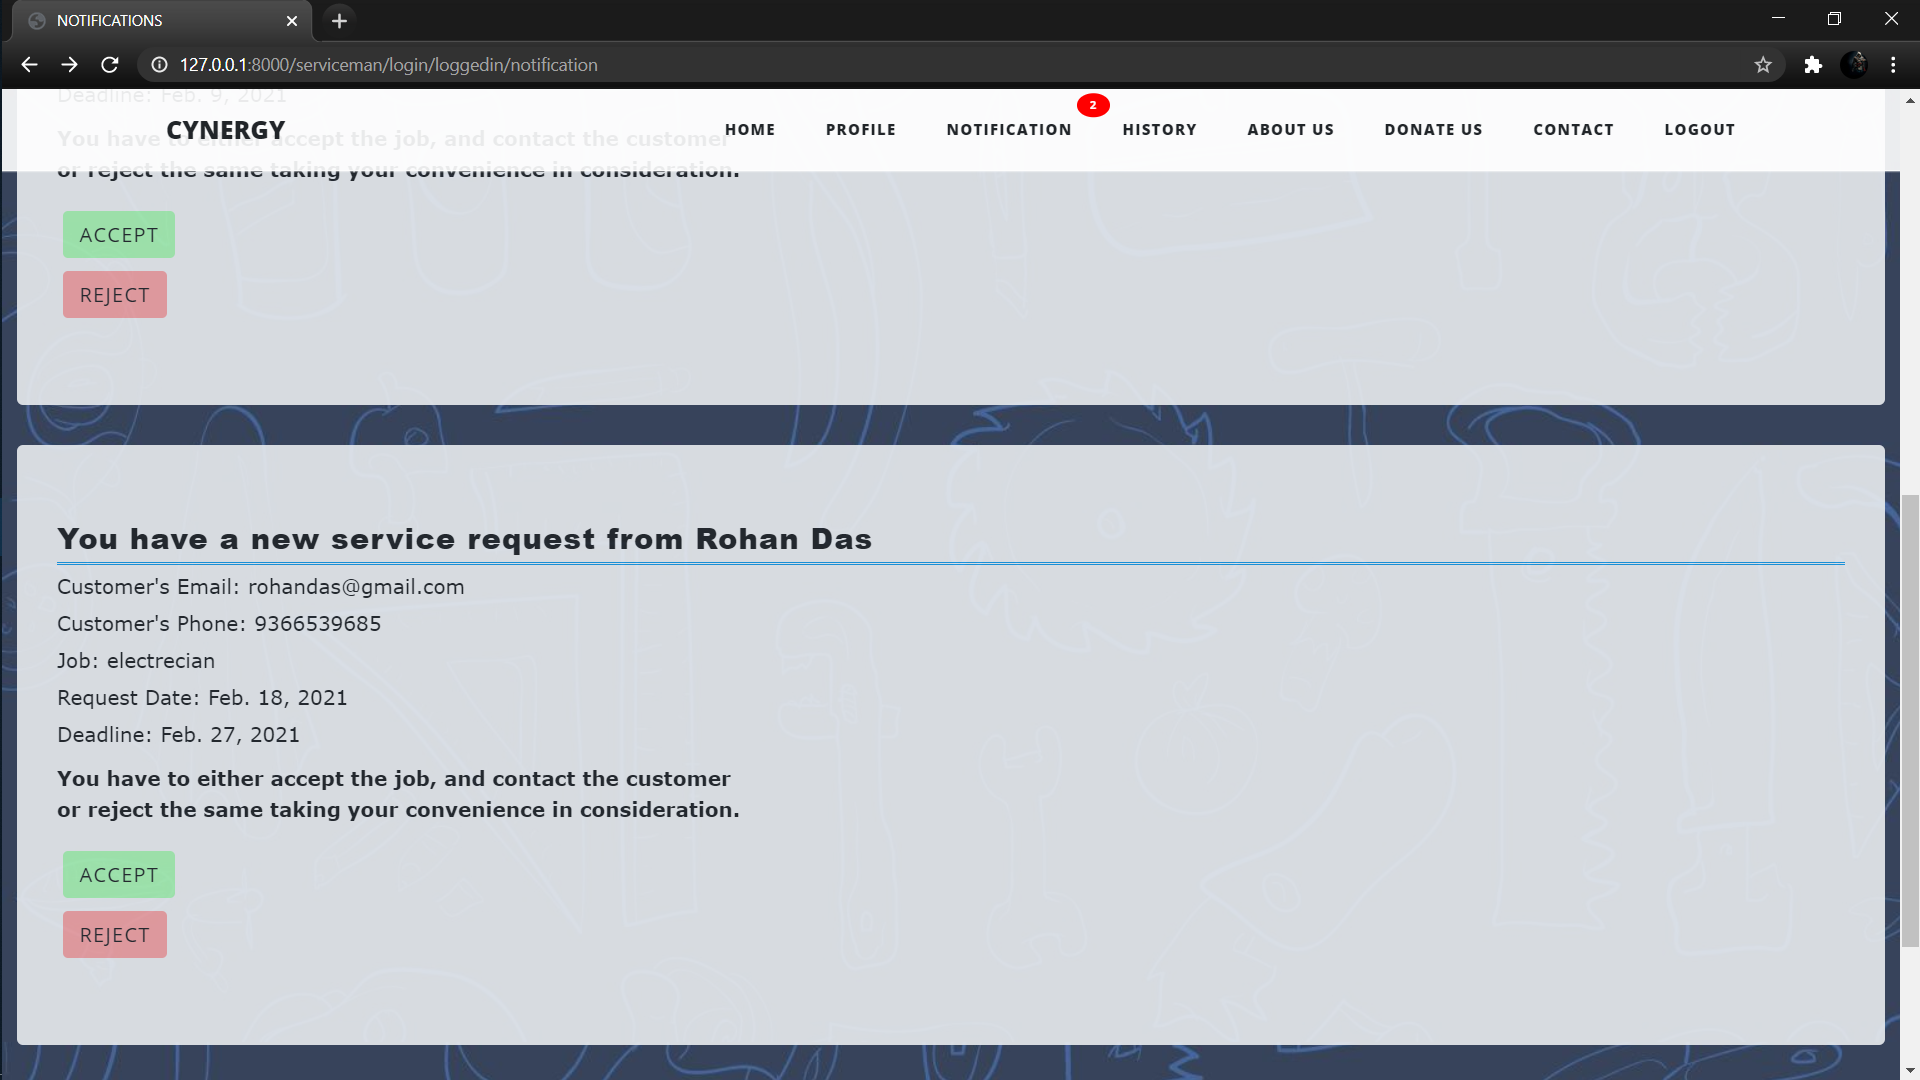 NOTIFICATIONS
127.0.0.1:8000/serviceman/login/loggedin/notification
Deadline: Feb. 9, 2021
2
CYNERGY HOME PROFILE NOTIFICATION HISTORY ABOUT US DONATE US CONTACT LOGOUT
You have to either accept the job, and contact the customer
or reject the same taking your convenience in consideration.
ACCEPT
REJECT
You have a new service request from Rohan Das
Customer's Email: rohandas@gmail.com
Customer's Phone: 9366539685
Job: electrecian
Request Date: Feb. 18, 2021
Deadline: Feb. 27, 2021
You have to either accept the job, and contact the customer
or reject the same taking your convenience in consideration.
ACCEPT
REJECT